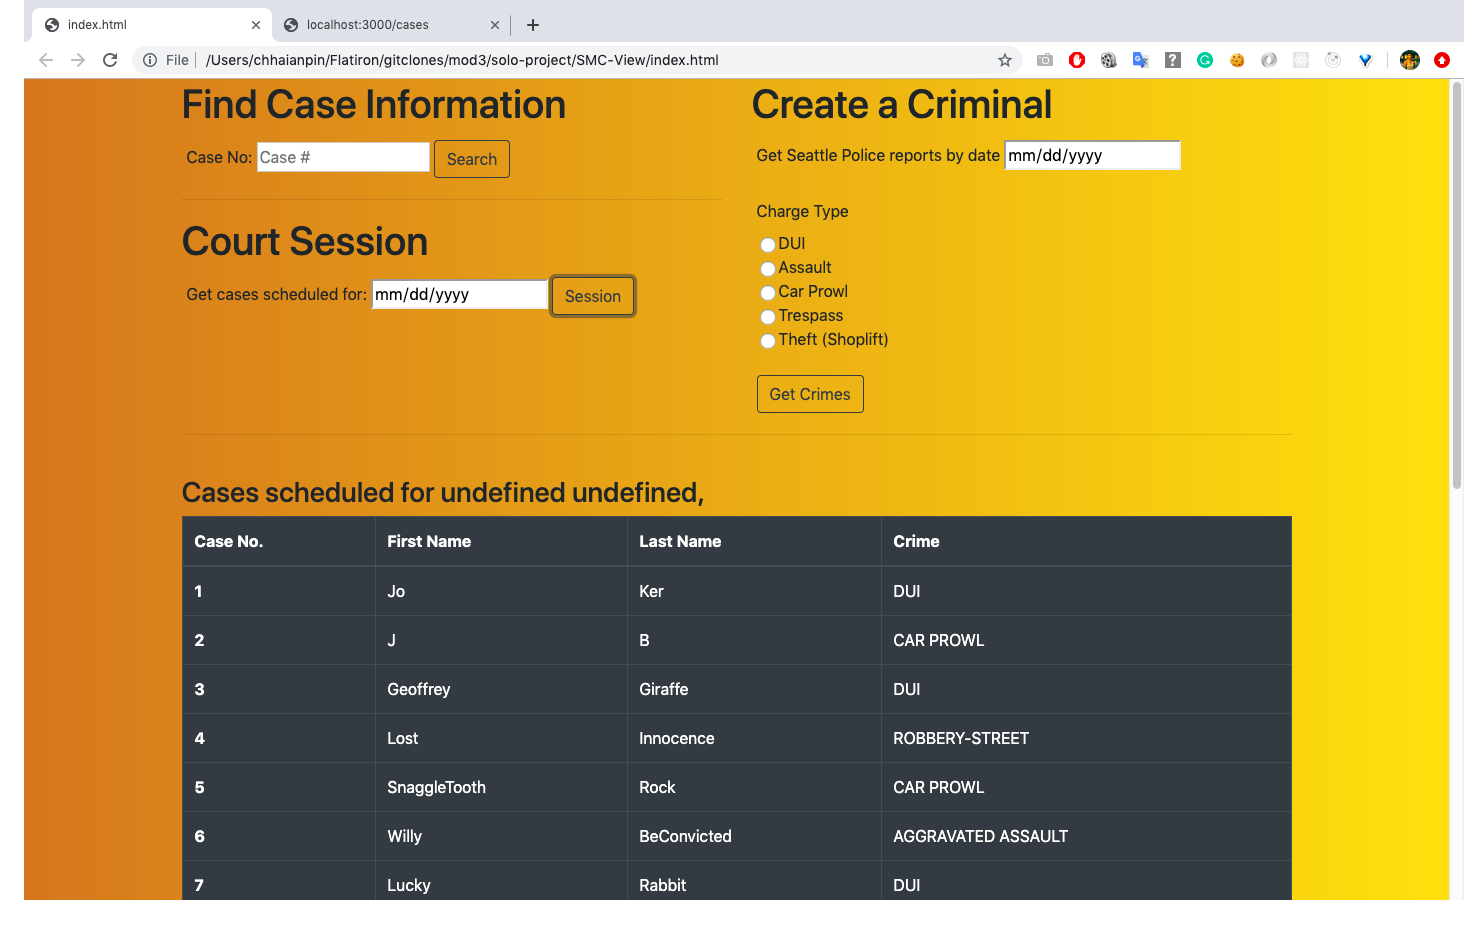 index.html
localhost:3000/cases
File /Users/chhaianpin/Flatiron/gitclones/mod3/solo-project/SMC-View/index.html
Find Case Information
Case No: Case # Search
Court Session
Get cases scheduled for: mm/dd/yyyy Session
Create a Criminal
Get Seattle Police reports by date mm/dd/yyyy
Charge Type
DUI
Assault
Car Prowl
Trespass
Theft (Shoplift)
Get Crimes
Cases scheduled for undefined undefined,
Case No. First Name Last Name Crime
1 Jo Ker DUI
2 J B CAR PROWL
3 Geoffrey Giraffe DUI
4 Lost Innocence ROBBERY-STREET
5 SnaggleTooth Rock CAR PROWL
6 Willy BeConvicted AGGRAVATED ASSAULT
7 Lucky Rabbit DUI